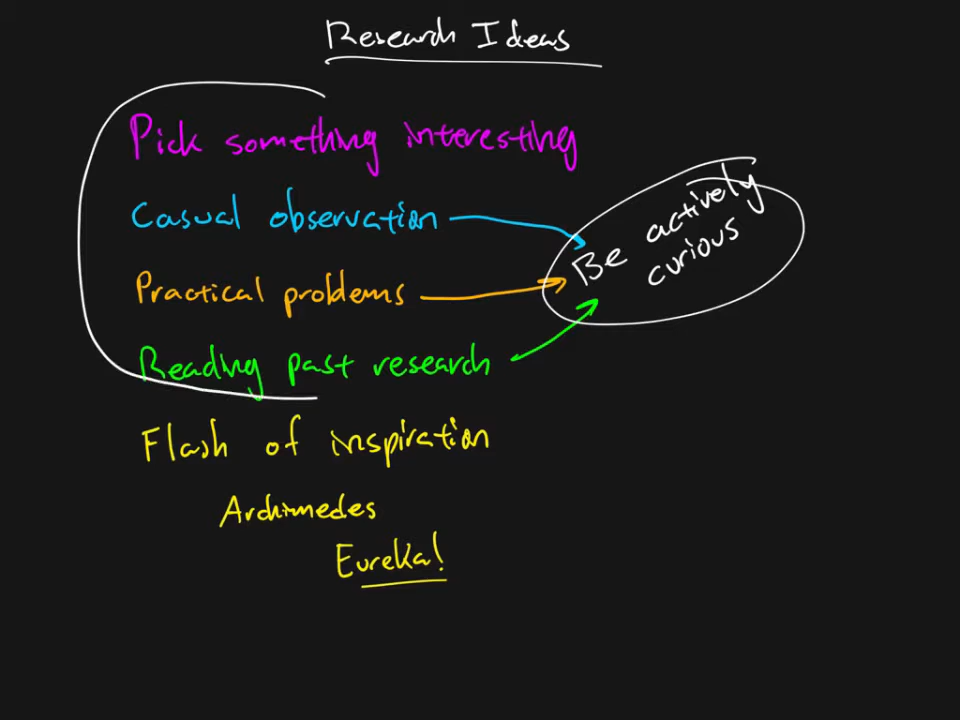 Research Ideas
Pick something interesting
Casual observation
Practical problems
Reading past research
Be actively
curious
Flash of inspiration
Archimedes
Eureka!